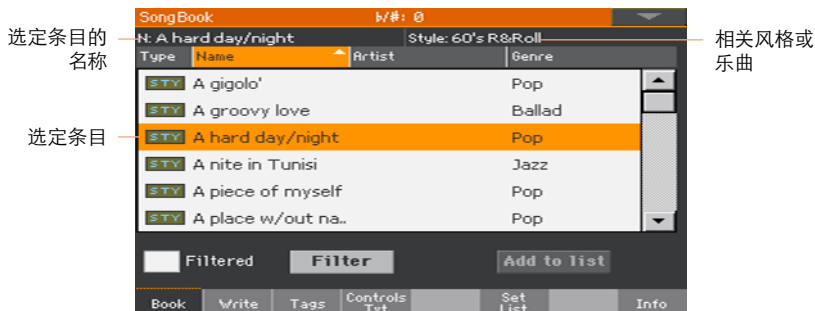 SongBook ♭/#: 0
选定条目的名称
N: A hard day/night Style: 60's R&Roll
相关风格或乐曲
Type Name Artist Genre
STY A gigolo' Pop
STY A groovy love Ballad
选定条目
STY A hard day/night Pop
STY A nite in Tunisi Jazz
STY A piece of myself Pop
STY A place w/out na.. Pop
Filtered Filter Add to list
Book Write Tags Controls Txt Set List Info